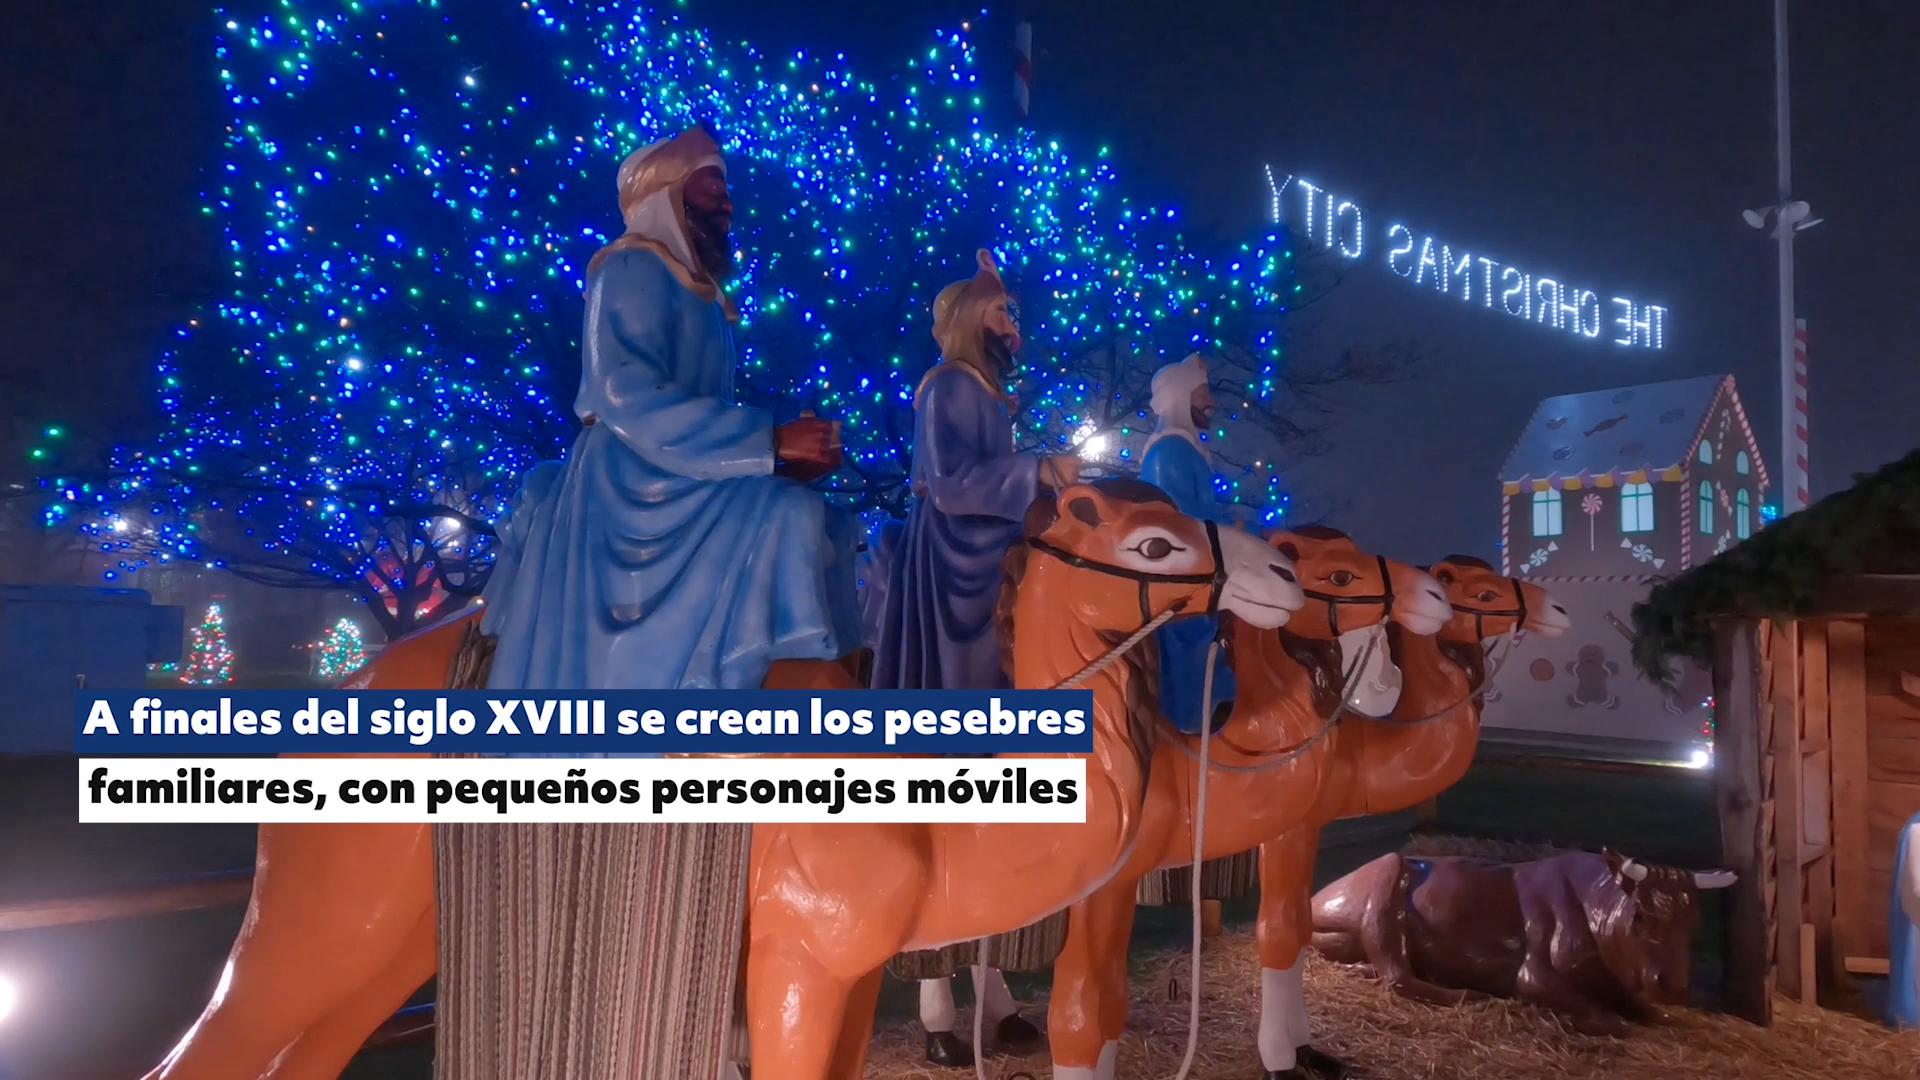 THE CHRISTMAS CITY
A finales del siglo XVIII se crean los pesebres
familiares, con pequeños personajes móviles